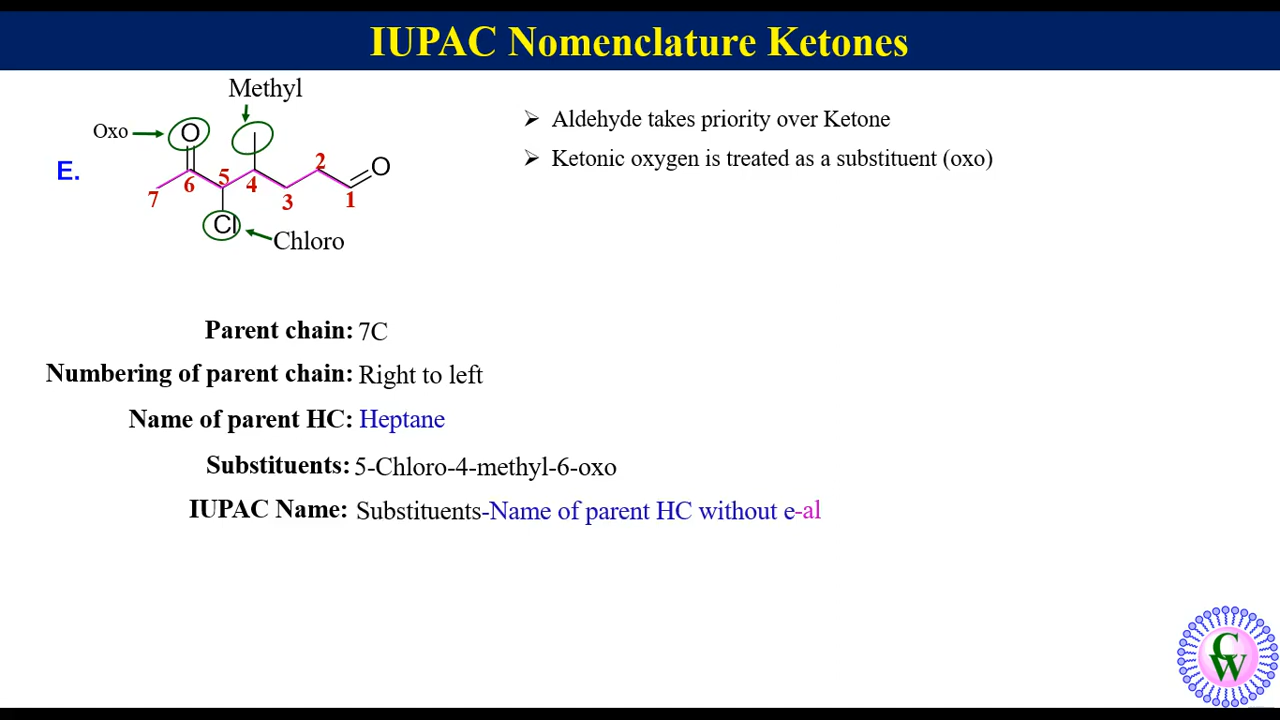 IUPAC Nomenclature Ketones
Methyl
Oxo
O
E.
7
6
5
4
3
2
1
O
Cl
Chloro
➢ Aldehyde takes priority over Ketone
➢ Ketonic oxygen is treated as a substituent (oxo)
Parent chain: 7C
Numbering of parent chain: Right to left
Name of parent HC: Heptane
Substituents: 5-Chloro-4-methyl-6-oxo
IUPAC Name: Substituents-Name of parent HC without e-al
C
W